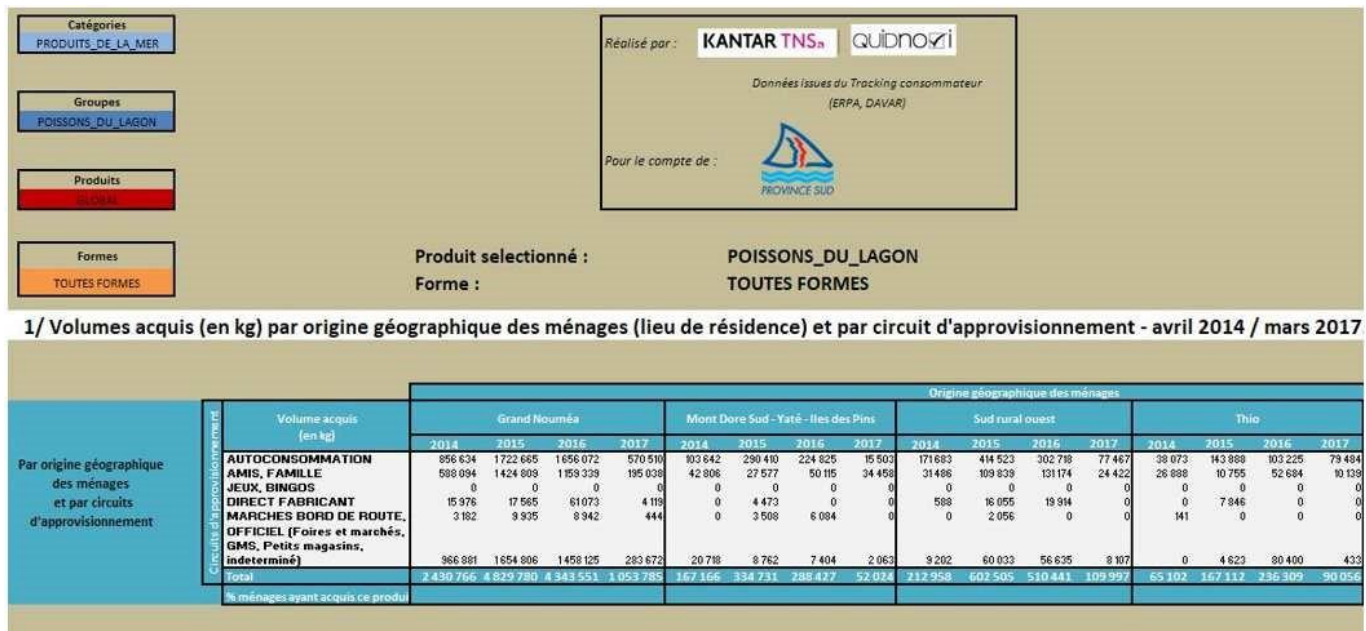 Catégories
PRODUITS_DE_LA_MER
Groupes
POISSONS_DU_LAGON
Produits
GLOBAL
Formes
TOUTES FORMES
Réalisé par : KANTAR TNS. QUIDNOVI
Données issues du Tracking consommateur
(ERPA, DAVAR)
Pour le compte de :
PROVINCE SUD
Produit selectionné : POISSONS_DU_LAGON
Forme : TOUTES FORMES
1/ Volumes acquis (en kg) par origine géographique des ménages (lieu de résidence) et par circuit d'approvisionnement - avril 2014 / mars 2017
Origine géographique des ménages
Par origine géographique
des ménages
et par circuits
d'approvisionnement
Circuits d'approvisionnement
Volume acquis
(en kg)
Grand Nouméa Mont Dore Sud - Yaté - Iles des Pins Sud rural ouest Thio
2014 2015 2016 2017 2014 2015 2016 2017 2014 2015 2016 2017 2014 2015 2016 2017
AUTOCONSOMMATION 856 634 1 722 665 1 656 072 570 510 103 642 290 410 224 825 15 503 171 683 414 523 302 718 77 467 38 073 143 888 103 225 79 484
AMIS, FAMILLE 588 094 1 424 809 1 159 339 195 038 42 806 27 577 50 115 34 458 31 486 109 839 131 174 24 422 26 888 10 755 52 684 10 139
JEUX, BINGOS 0 0 0 0 0 0 0 0 0 0 0 0 0 0 0 0
DIRECT FABRICANT 15 976 17 565 61 073 4 119 0 4 473 0 0 588 16 055 19 914 0 0 7 846 0 0
MARCHES BORD DE ROUTE, 3 182 9 935 8 942 444 0 3 508 6 084 0 0 2 056 0 0 141 0 0 0
OFFICIEL (Foires et marchés,
GMS, Petits magasins,
indeterminé) 966 881 1 654 806 1 458 125 283 672 20 718 8 762 7 404 2 063 9 202 60 033 56 635 8 107 0 4 623 80 400 433
Total 2 430 766 4 829 780 4 343 551 1 053 785 167 166 334 731 288 427 52 024 212 958 602 505 510 441 109 997 65 102 167 112 236 309 90 056
% ménages ayant acquis ce produi